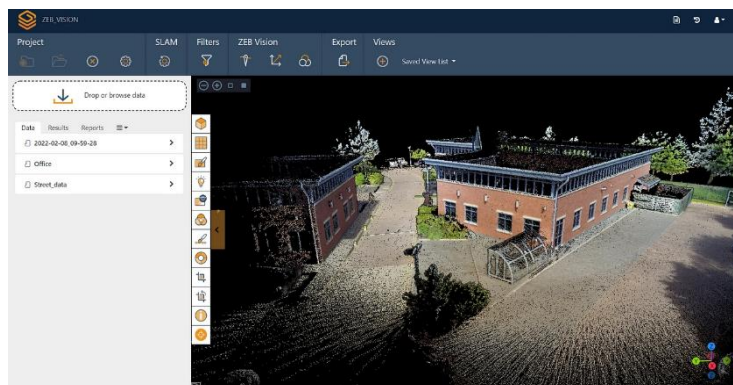 ZEB_VISION
Project SLAM Filters ZEB Vision Export Views
Saved View List
Drop or browse data
Data Results Reports
2022-02-08_09-59-28
Office
Street_data